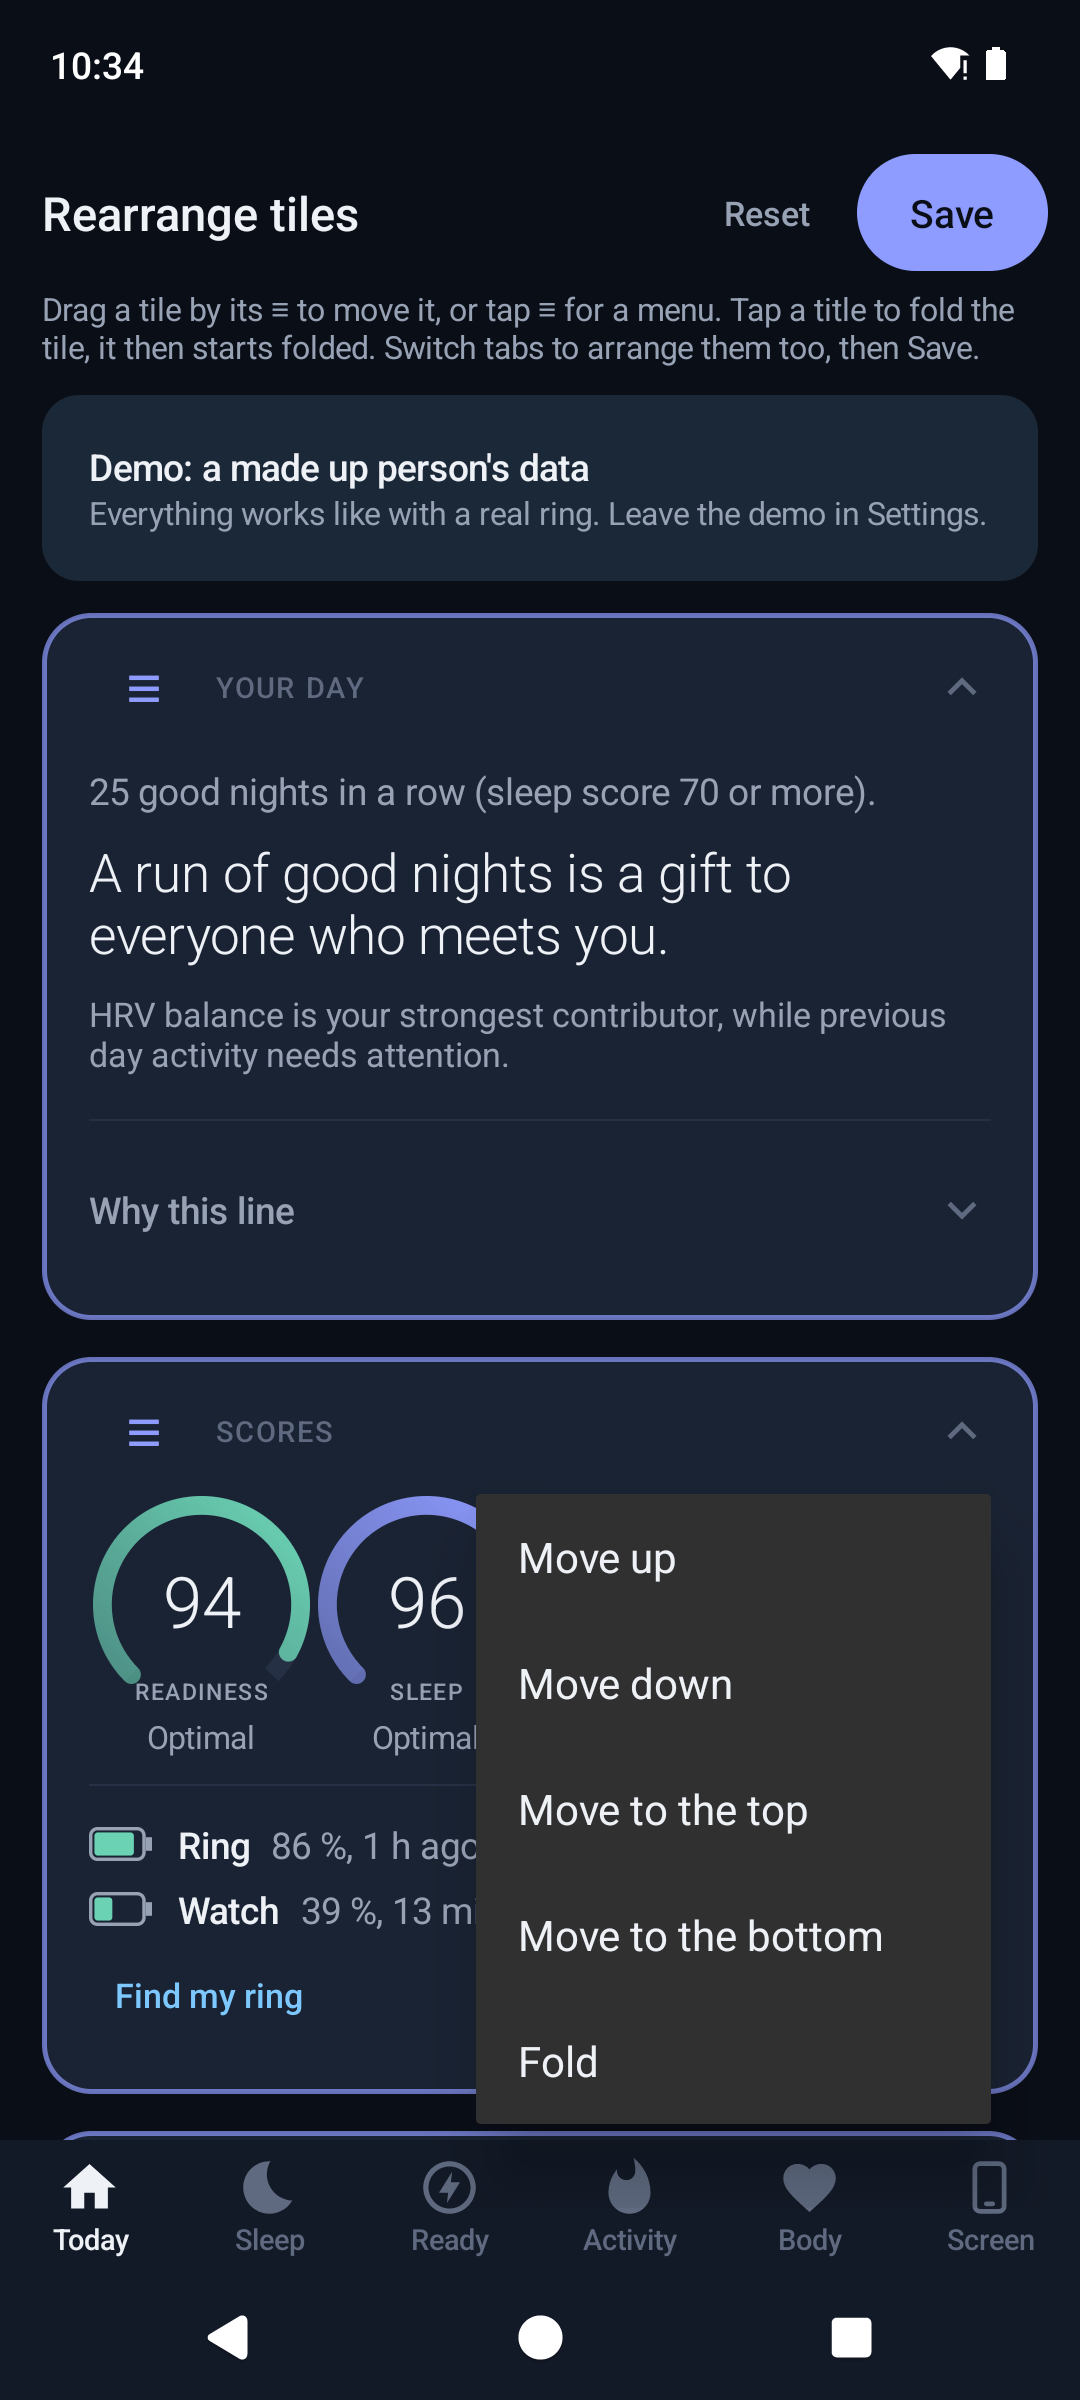 10:34
Rearrange tiles
Reset
Save
Drag a tile by its ≡ to move it, or tap ≡ for a menu. Tap a title to fold the
tile, it then starts folded. Switch tabs to arrange them too, then Save.
Demo: a made up person's data
Everything works like with a real ring. Leave the demo in Settings.
YOUR DAY
25 good nights in a row (sleep score 70 or more).
A run of good nights is a gift to
everyone who meets you.
HRV balance is your strongest contributor, while previous
day activity needs attention.
Why this line
SCORES
94
READINESS
Optimal
96
SLEEP
Optimal
Ring 86 %, 1 h ago
Watch 39 %, 13 mi
Find my ring
Move up
Move down
Move to the top
Move to the bottom
Fold
Today
Sleep
Ready
Activity
Body
Screen